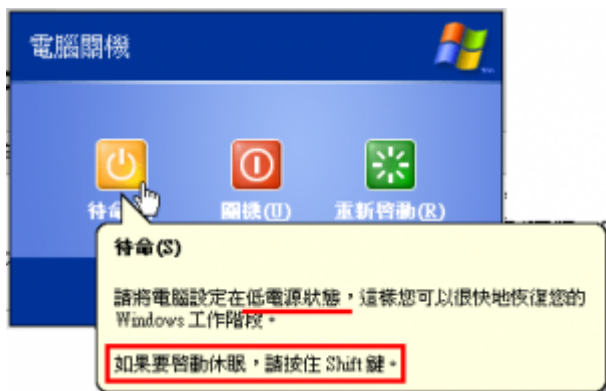 電腦關機
待命
關機(U)
重新啓動(R)
待命(S)
請將電腦設定在低電源狀態，這樣您可以很快地恢復您的
Windows 工作階段。
如果要啓動休眠，請按住 Shift 鍵。